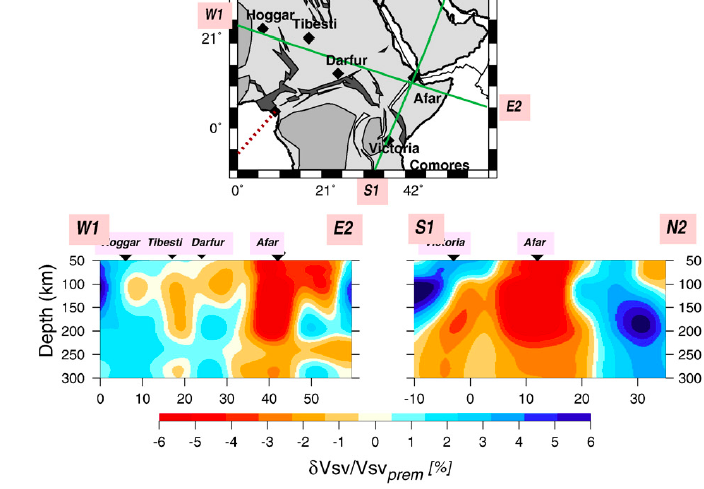 W1
Hoggar
Tibesti
21°
Darfur
Afar
E2
0°
Victoria
Comores
0° 21° 42°
S1
W1 E2 S1 N2
Hoggar Tibesti Darfur Afar Victoria Afar
Depth (km)
50 50
100 100
150 150
200 200
250 250
300 300
0 10 20 30 40 50 -10 0 10 20 30
-6 -5 -4 -3 -2 -1 0 1 2 3 4 5 6
δVsv/Vsvprem [%]